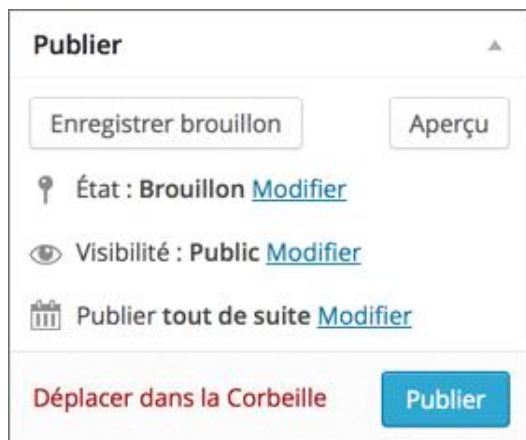 Publier
Enregistrer brouillon Aperçu
État : Brouillon Modifier
Visibilité : Public Modifier
Publier tout de suite Modifier
Déplacer dans la Corbeille Publier